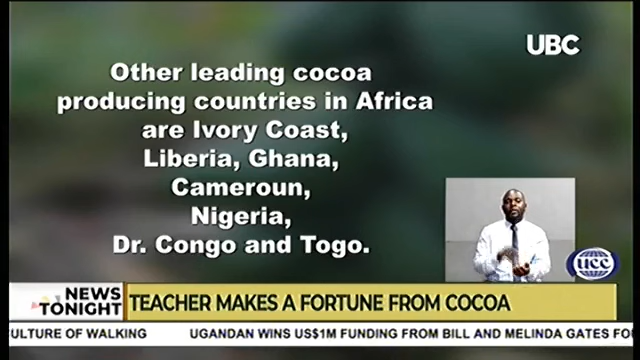 UBC
Other leading cocoa
producing countries in Africa
are Ivory Coast,
Liberia, Ghana,
Cameroun,
Nigeria,
Dr. Congo and Togo.
ucc
NEWS
TONIGHT
TEACHER MAKES A FORTUNE FROM COCOA
ULTURE OF WALKING UGANDAN WINS US$1M FUNDING FROM BILL AND MELINDA GATES FO